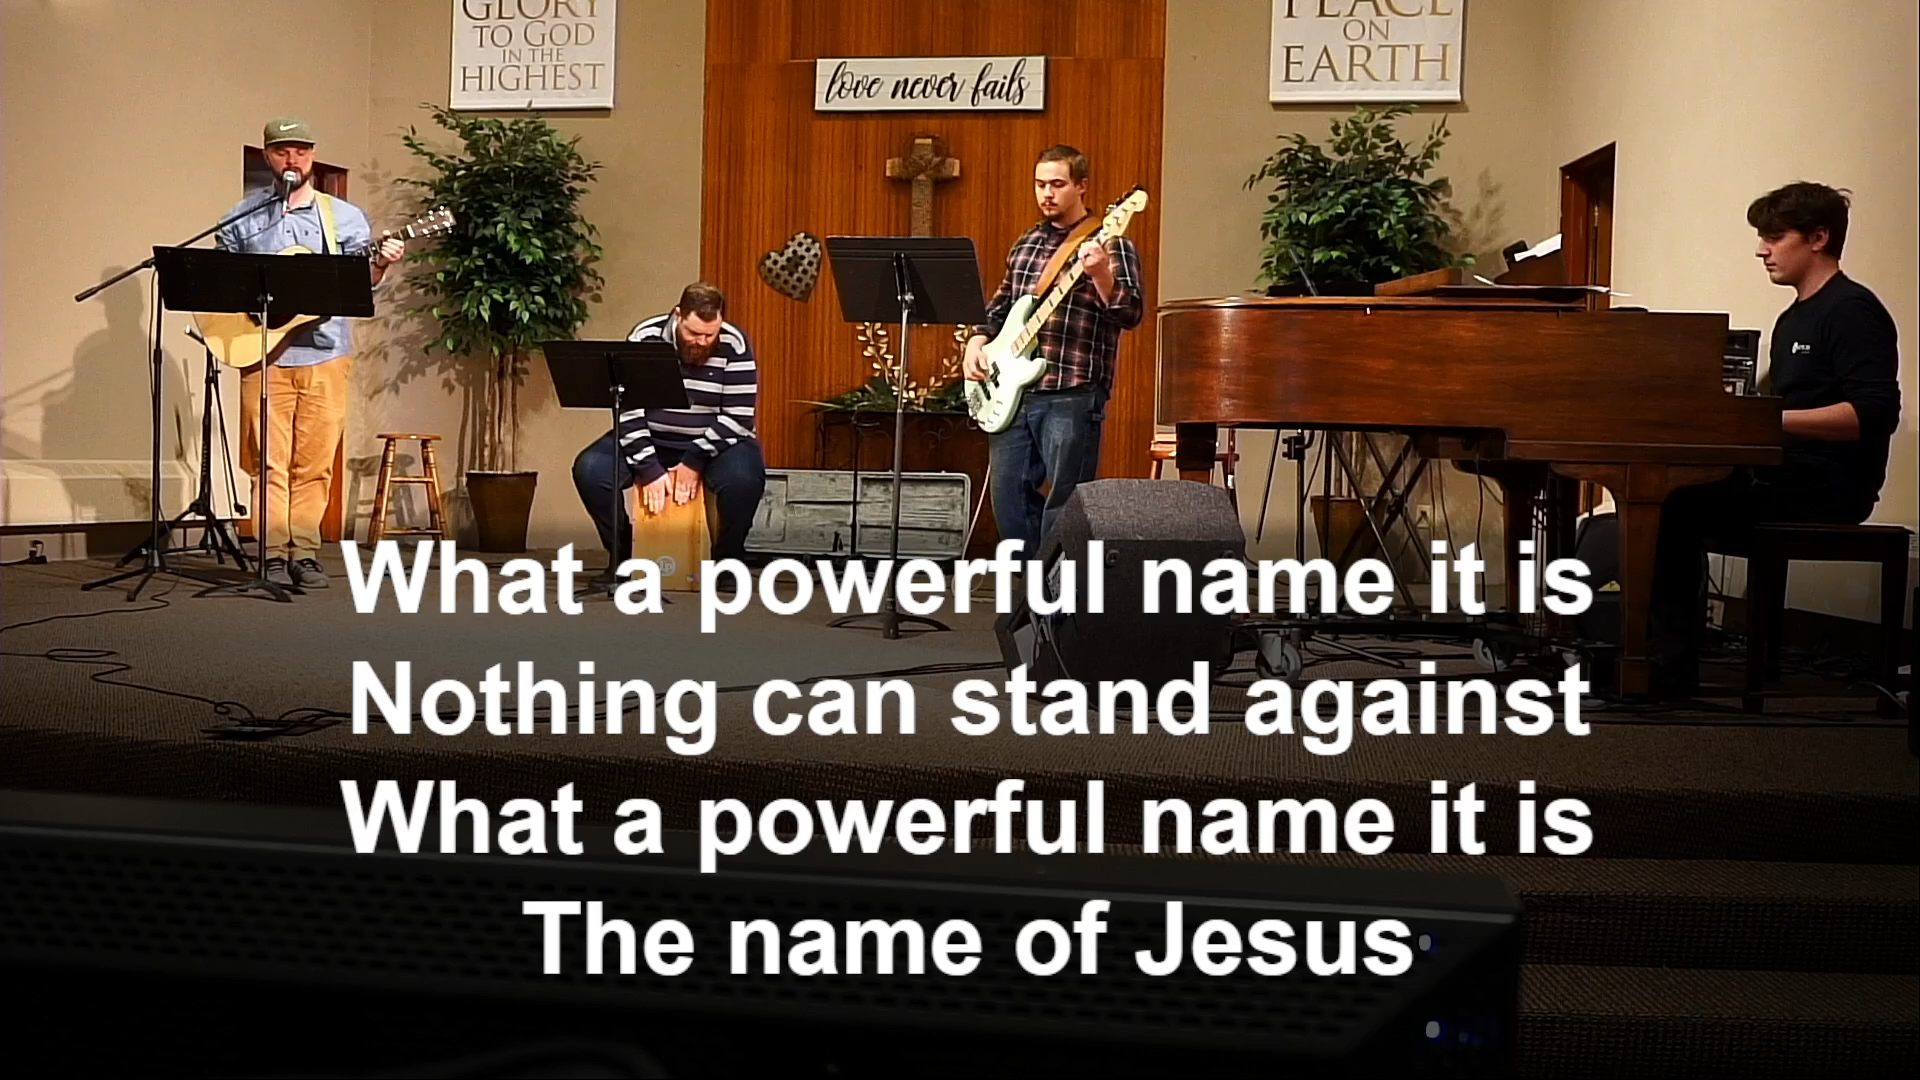 GLORY
TO GOD
IN THE
HIGHEST
love never fails
PEACE
ON
EARTH
What a powerful name it is
Nothing can stand against
What a powerful name it is
The name of Jesus